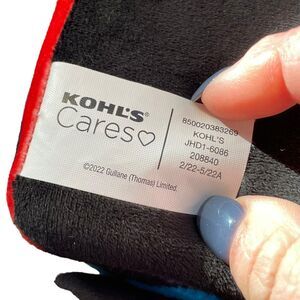 KOHL'S
Cares♡
©2022 Gullane (Thomas) Limited.
850020383269
KOHL'S
JHD1-6086
208840
2/22-5/22A